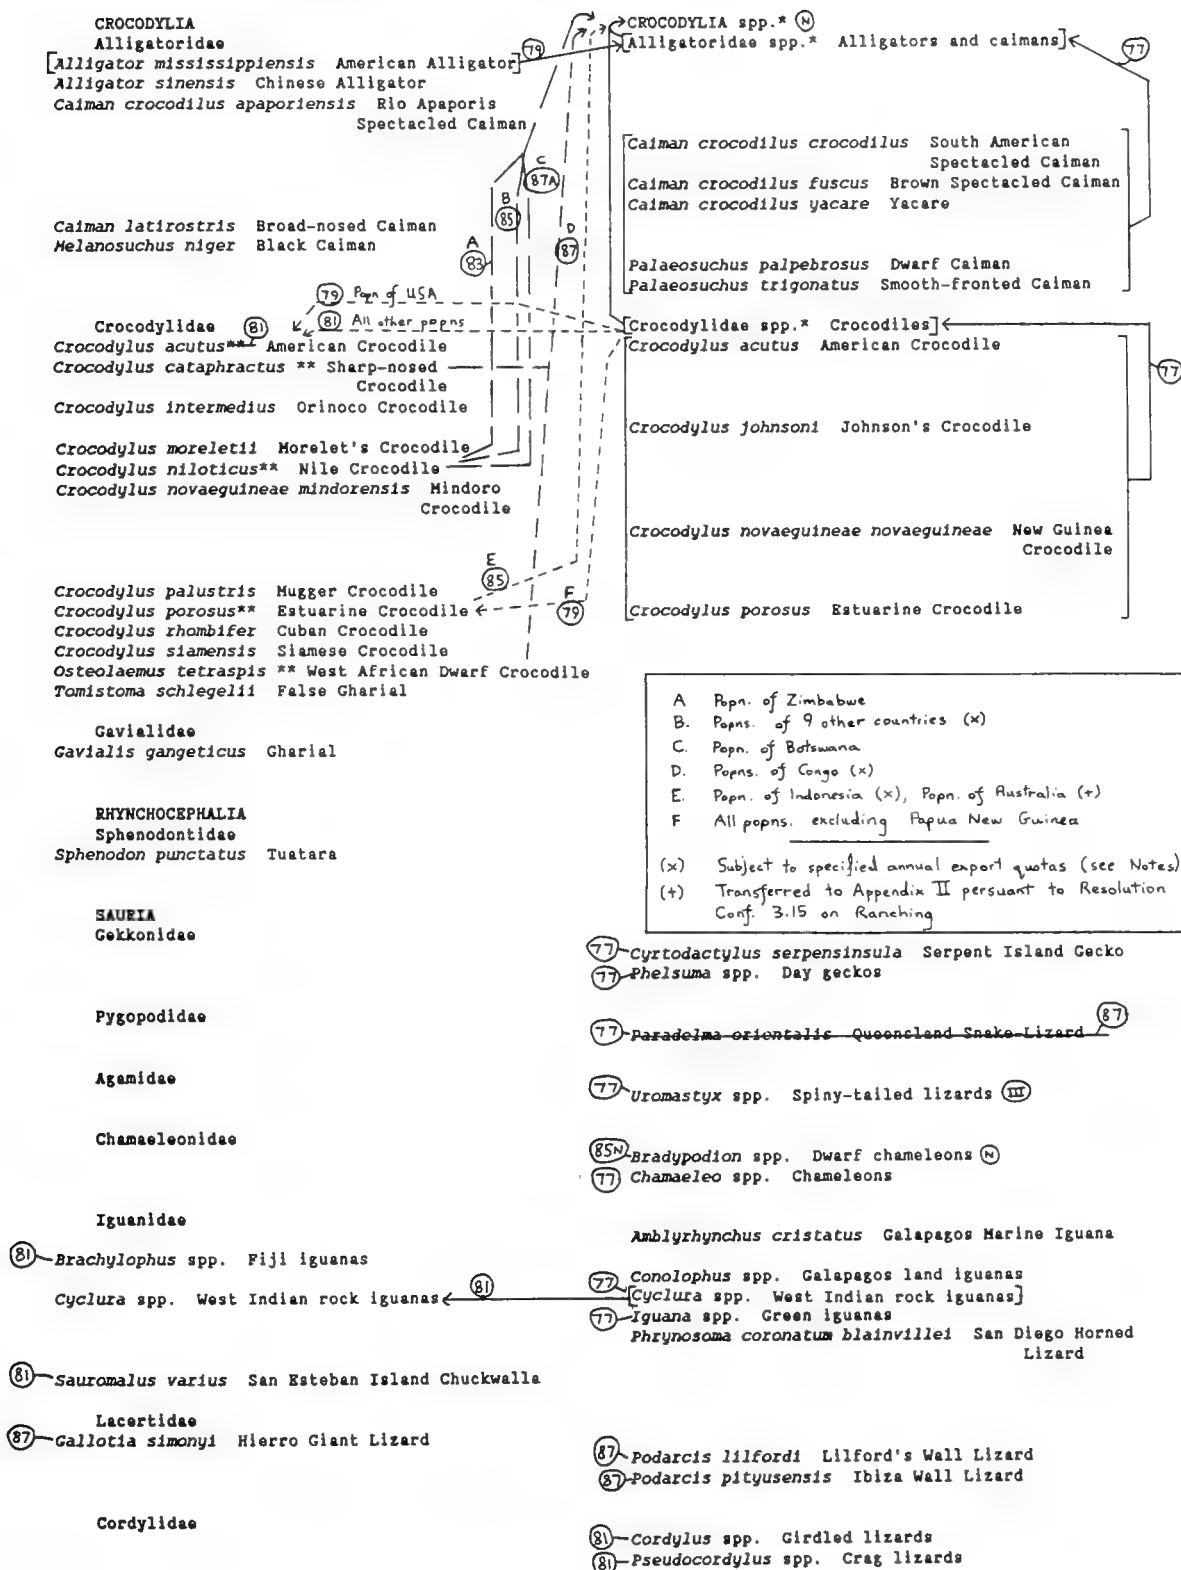 CROCODYLIA
Alligatoridae
[Alligator mississippiensis American Alligator]
79
Alligator sinensis Chinese Alligator
Caiman crocodilus apaporiensis Rio Apaporis
Spectacled Caiman
Caiman latirostris Broad-nosed Caiman
Melanosuchus niger Black Caiman
A
83
B
85
C
87A
D
87
79 Popn of USA
81 All other popns
Crocodylidae 81
Crocodylus acutus** American Crocodile
Crocodylus cataphractus ** Sharp-nosed
Crocodile
Crocodylus intermedius Orinoco Crocodile
Crocodylus moreletii Morelet's Crocodile
Crocodylus niloticus** Nile Crocodile
Crocodylus novaeguineae mindorensis Mindoro
Crocodile
E
85
F
79
Crocodylus palustris Mugger Crocodile
Crocodylus porosus** Estuarine Crocodile
Crocodylus rhombifer Cuban Crocodile
Crocodylus siamensis Siamese Crocodile
Osteolaemus tetraspis ** West African Dwarf Crocodile
Tomistoma schlegelii False Gharial
Gavialidae
Gavialis gangeticus Gharial
RHYNCHOCEPHALIA
Sphenodontidae
Sphenodon punctatus Tuatara
SAURIA
Gekkonidae
Pygopodidae
Agamidae
Chamaeleonidae
Iguanidae
81 Brachylophus spp. Fiji iguanas
Cyclura spp. West Indian rock iguanas
81
81 Sauromalus varius San Esteban Island Chuckwalla
Lacertidae
87 Gallotia simonyi Hierro Giant Lizard
Cordylidae
CROCODYLIA spp.* N
[Alligatoridae spp.* Alligators and caimans]
77
Caiman crocodilus crocodilus South American
Spectacled Caiman
Caiman crocodilus fuscus Brown Spectacled Caiman
Caiman crocodilus yacare Yacare
Palaeosuchus palpebrosus Dwarf Caiman
Palaeosuchus trigonatus Smooth-fronted Caiman
[Crocodylidae spp.* Crocodiles]
77
Crocodylus acutus American Crocodile
Crocodylus johnsoni Johnson's Crocodile
Crocodylus novaeguineae novaeguineae New Guinea
Crocodile
Crocodylus porosus Estuarine Crocodile
A Popn. of Zimbabwe
B. Popns. of 9 other countries (x)
C. Popn. of Botswana
D. Popns. of Congo (x)
E. Popn. of Indonesia (x), Popn. of Australia (+)
F All popns. excluding Papua New Guinea
(x) Subject to specified annual export quotas (see Notes)
(+) Transferred to Appendix II persuant to Resolution
Conf. 3.15 on Ranching
77 Cyrtodactylus serpensinsula Serpent Island Gecko
77 Phelsuma spp. Day geckos
77 Paradelma orientalis Queensland Snake-Lizard 87
77 Uromastyx spp. Spiny-tailed lizards III
85N Bradypodion spp. Dwarf chameleons N
77 Chamaeleo spp. Chameleons
Amblyrhynchus cristatus Galapagos Marine Iguana
77 Conolophus spp. Galapagos land iguanas
[Cyclura spp. West Indian rock iguanas]
77 Iguana spp. Green iguanas
Phrynosoma coronatum blainvillei San Diego Horned
Lizard
87 Podarcis lilfordi Lilford's Wall Lizard
87 Podarcis pityusensis Ibiza Wall Lizard
81 Cordylus spp. Girdled lizards
81 Pseudocordylus spp. Crag lizards